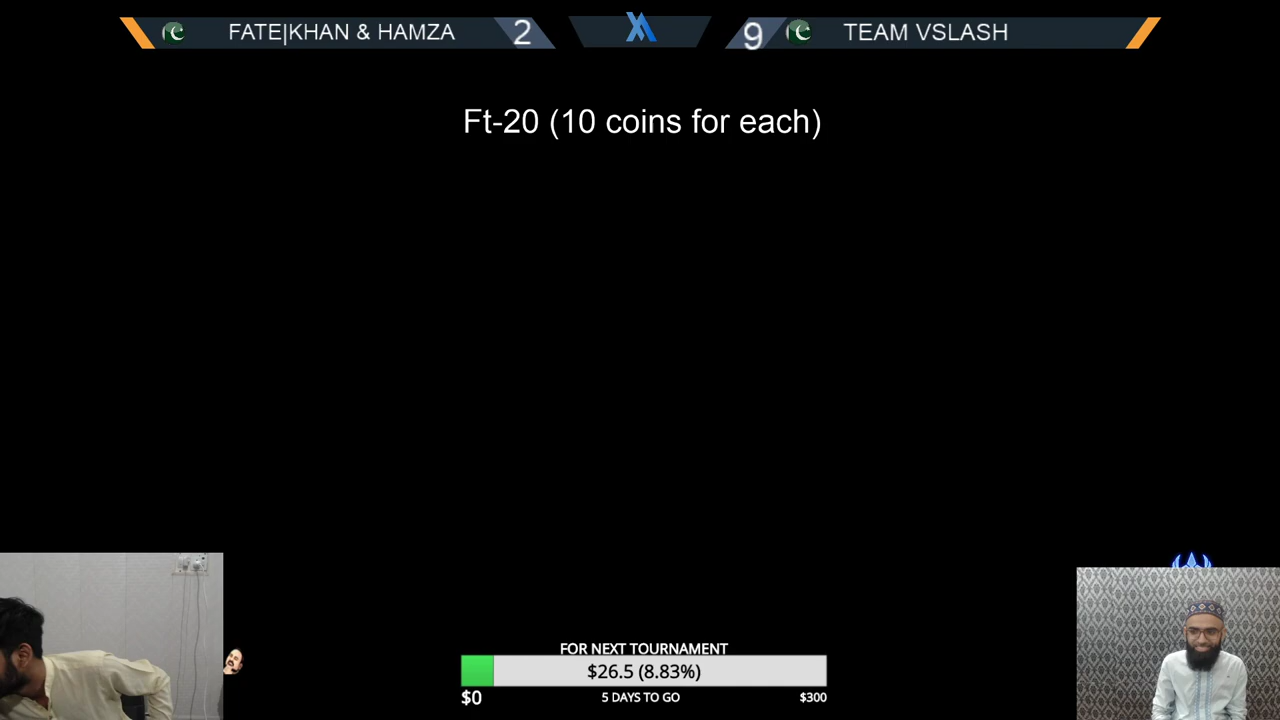 FATE|KHAN & HAMZA 2 9 TEAM VSLASH
Ft-20 (10 coins for each)
FOR NEXT TOURNAMENT
$26.5 (8.83%)
$0 5 DAYS TO GO $300